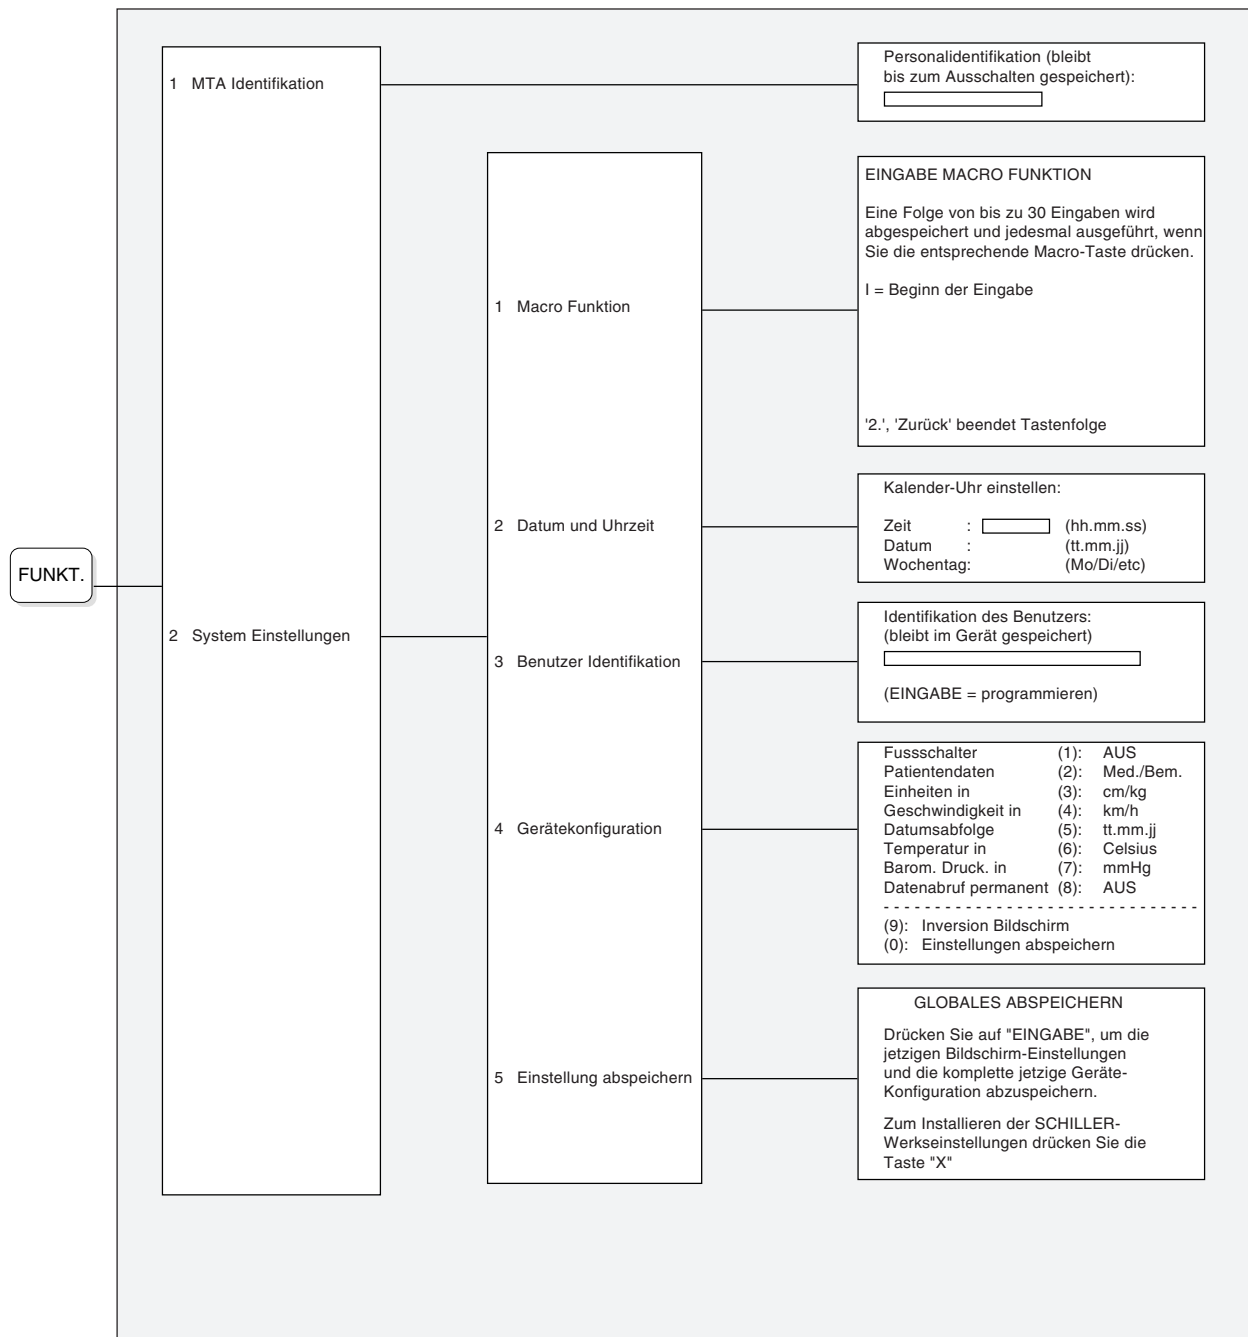 FUNKT.
1 MTA Identifikation
2 System Einstellungen
1 Macro Funktion
2 Datum und Uhrzeit
3 Benutzer Identifikation
4 Gerätekonfiguration
5 Einstellung abspeichern
Personalidentifikation (bleibt
bis zum Ausschalten gespeichert):
EINGABE MACRO FUNKTION
Eine Folge von bis zu 30 Eingaben wird
abgespeichert und jedesmal ausgeführt, wenn
Sie die entsprechende Macro-Taste drücken.
I = Beginn der Eingabe
'2.', 'Zurück' beendet Tastenfolge
Kalender-Uhr einstellen:
Zeit : (hh.mm.ss)
Datum : (tt.mm.jj)
Wochentag: (Mo/Di/etc)
Identifikation des Benutzers:
(bleibt im Gerät gespeichert)
(EINGABE = programmieren)
Fussschalter (1): AUS
Patientendaten (2): Med./Bem.
Einheiten in (3): cm/kg
Geschwindigkeit in (4): km/h
Datumsabfolge (5): tt.mm.jj
Temperatur in (6): Celsius
Barom. Druck. in (7): mmHg
Datenabruf permanent (8): AUS
(9): Inversion Bildschirm
(0): Einstellungen abspeichern
GLOBALES ABSPEICHERN
Drücken Sie auf "EINGABE", um die
jetzigen Bildschirm-Einstellungen
und die komplette jetzige Geräte-
Konfiguration abzuspeichern.
Zum Installieren der SCHILLER-
Werkseinstellungen drücken Sie die
Taste "X"